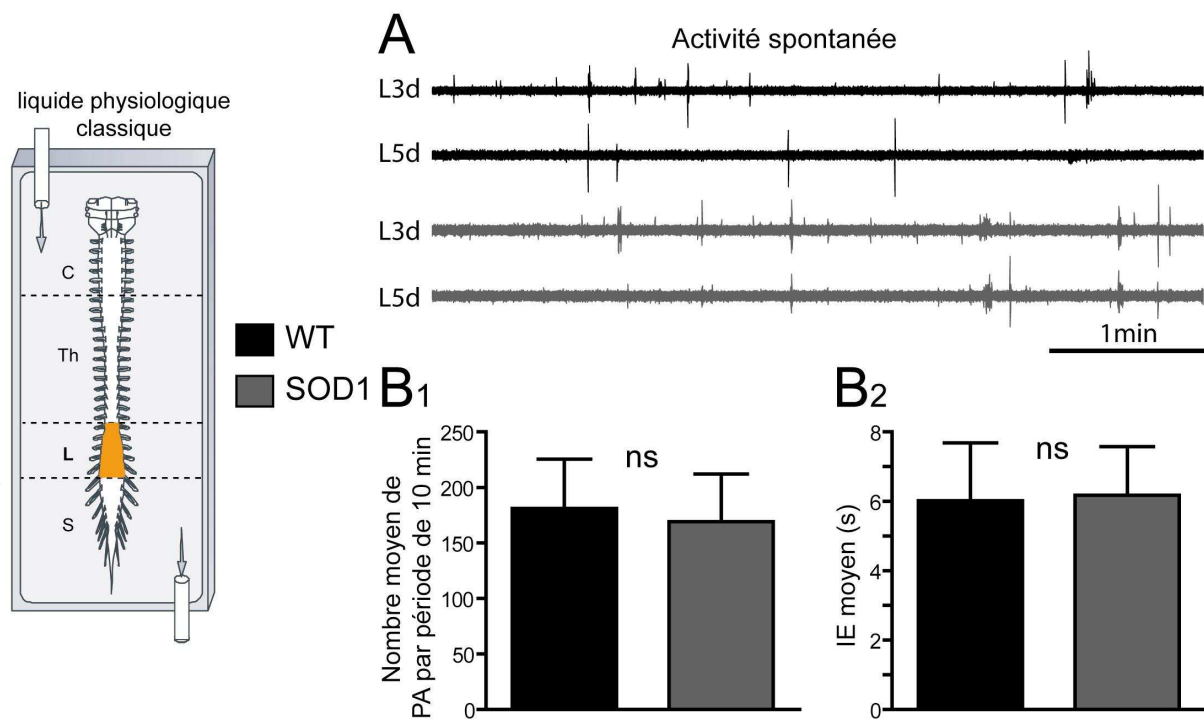 liquide physiologique
classique
C
Th
L
S
WT
SOD1
A
Activité spontanée
L3d
L5d
L3d
L5d
1min
B1
Nombre moyen de
PA par période de 10 min
250
200
150
100
50
0
ns
B2
IE moyen (s)
8
6
4
2
0
ns